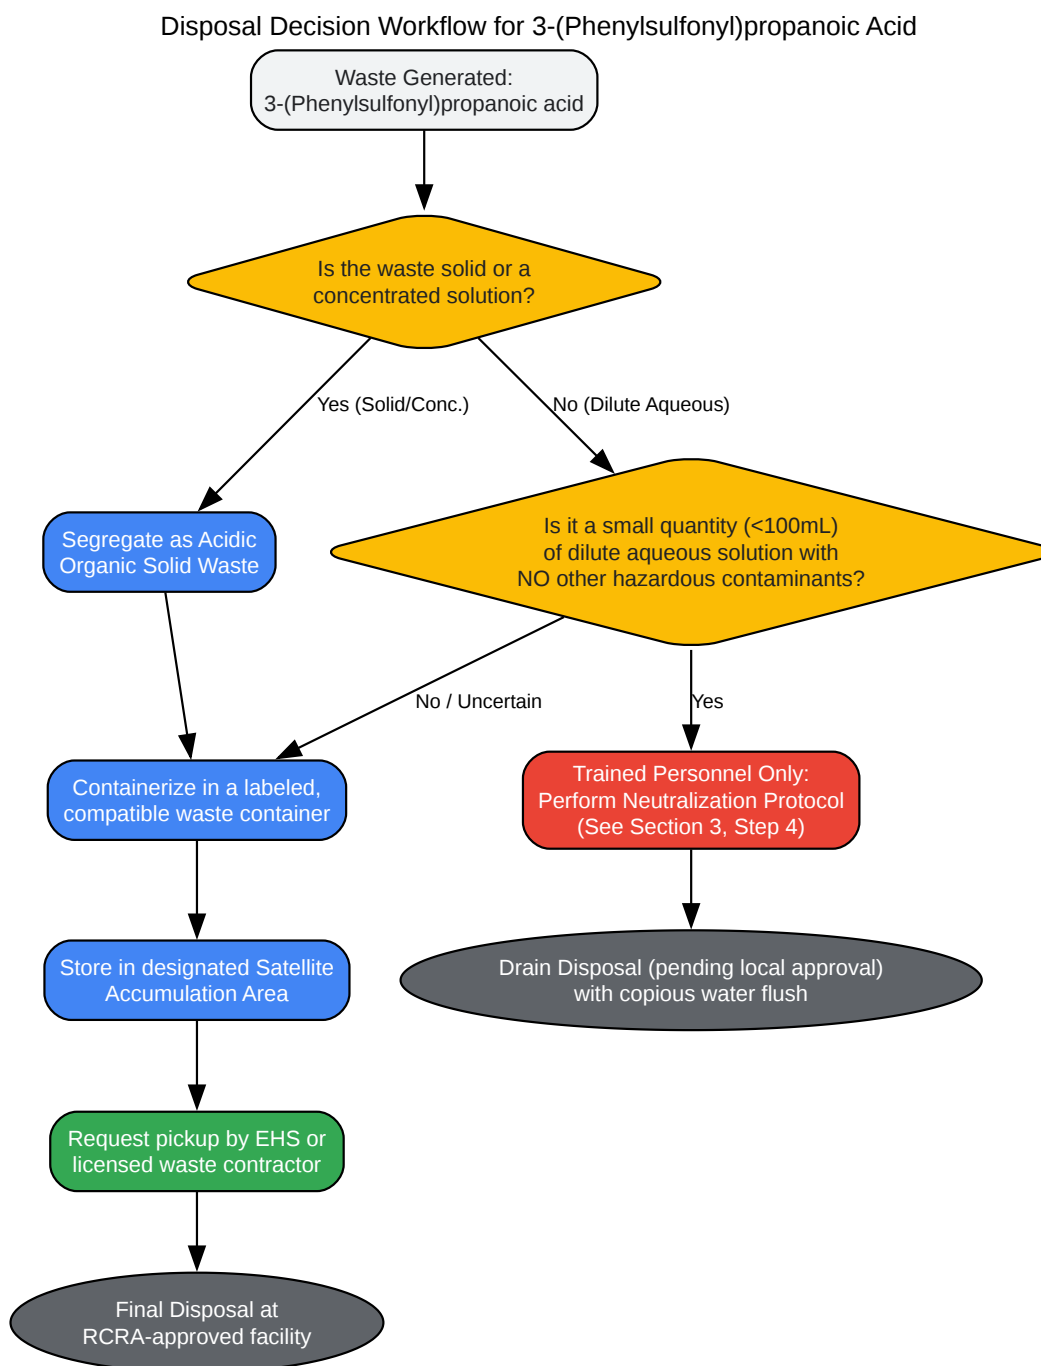 Disposal Decision Workflow for 3-(Phenylsulfonyl)propanoic Acid
Waste Generated:
3-(Phenylsulfonyl)propanoic acid
Is the waste solid or a
concentrated solution?
Yes (Solid/Conc.)
No (Dilute Aqueous)
Segregate as Acidic
Organic Solid Waste
Is it a small quantity (<100mL)
of dilute aqueous solution with
NO other hazardous contaminants?
No / Uncertain
Yes
Containerize in a labeled,
compatible waste container
Trained Personnel Only:
Perform Neutralization Protocol
(See Section 3, Step 4)
Store in designated Satellite
Accumulation Area
Drain Disposal (pending local approval)
with copious water flush
Request pickup by EHS or
licensed waste contractor
Final Disposal at
RCRA-approved facility